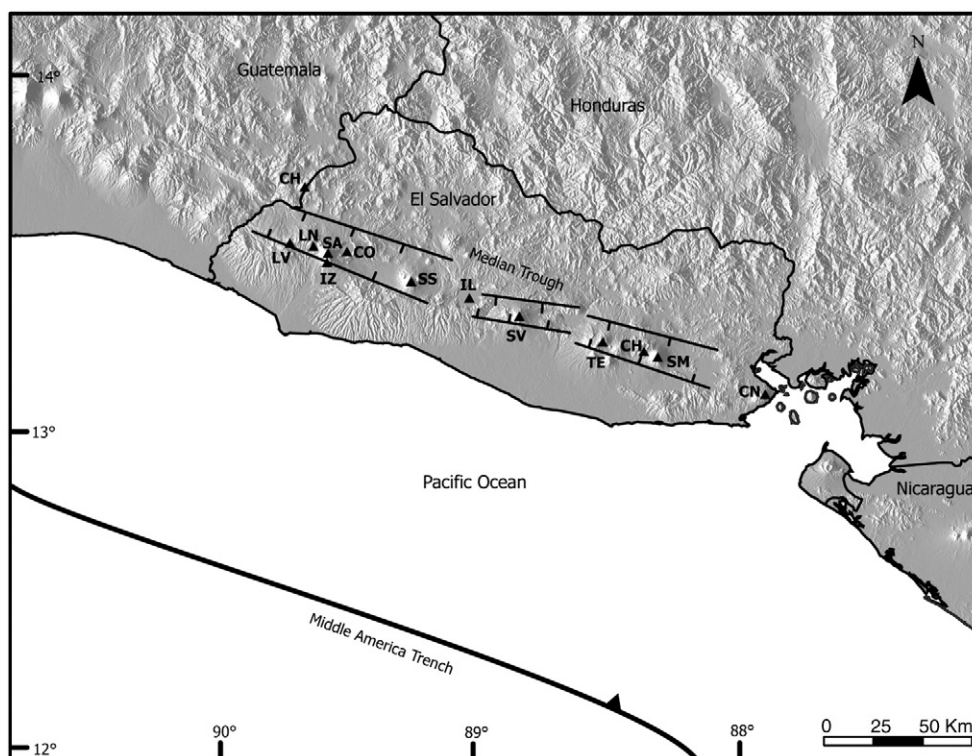 N
Guatemala
14°
Honduras
CH
El Salvador
LN
SA
CO
LV
IZ
Median Trough
SS
IL
SV
CH
TE
SM
CN
13°
Pacific Ocean
Nicaragua
Middle America Trench
90°
89°
88°
0 25 50 Km
12°